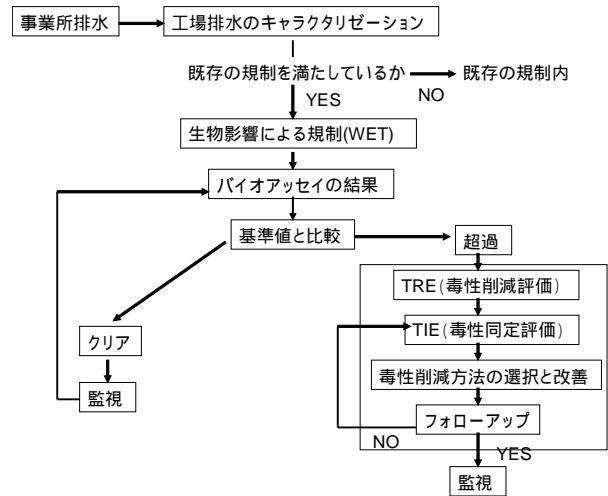 事業所排水
工場排水のキャラクタリゼーション
既存の規制を満たしているか
既存の規制内
NO
YES
生物影響による規制(WET)
バイオアッセイの結果
基準値と比較
超過
TRE(毒性削減評価)
TIE(毒性同定評価)
クリア
毒性削減方法の選択と改善
監視
フォローアップ
NO
YES
監視